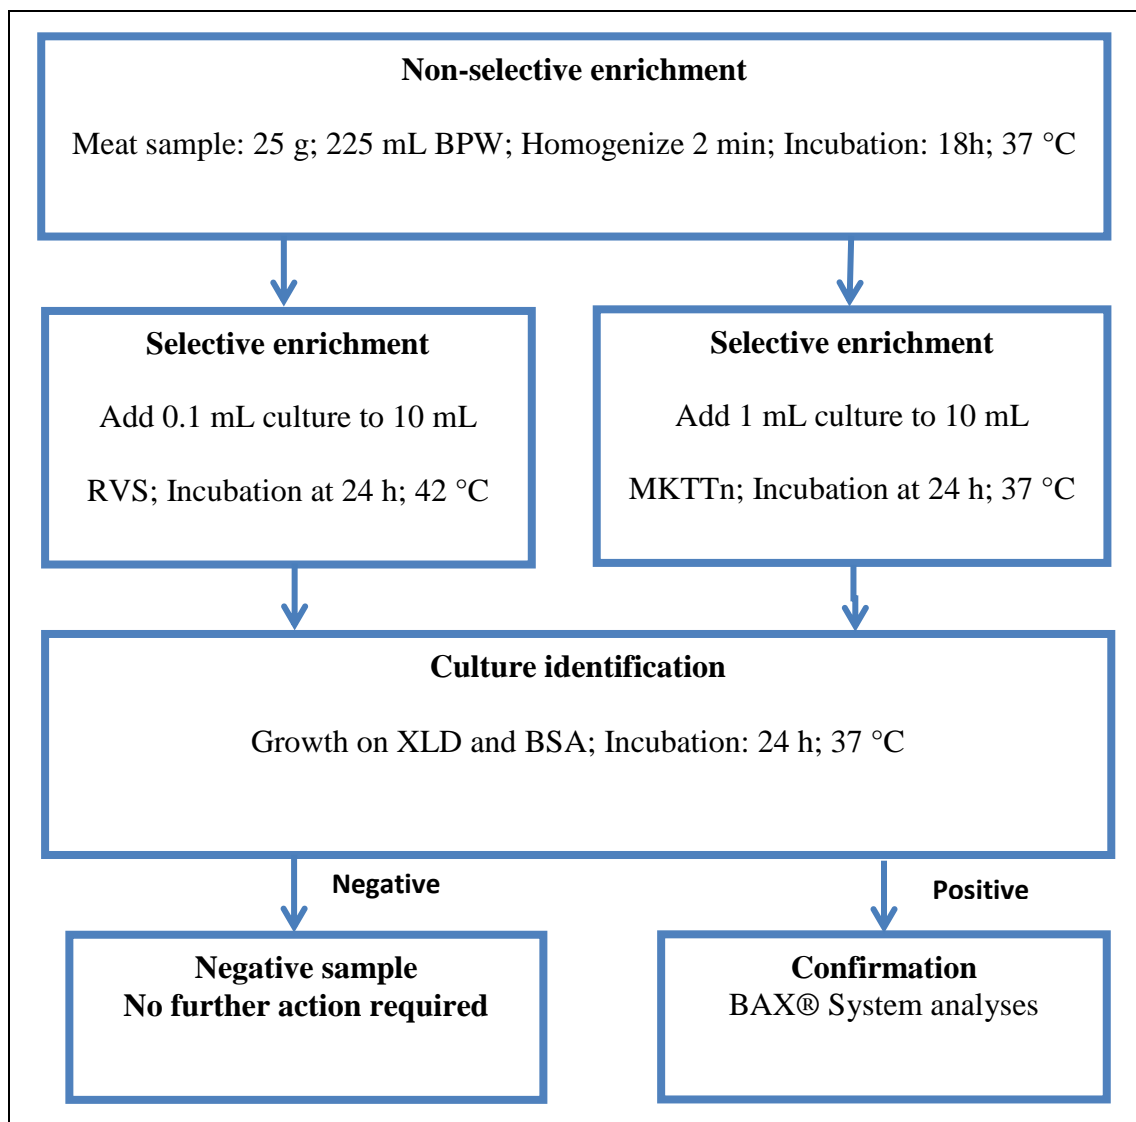 Non-selective enrichment
Meat sample: 25 g; 225 mL BPW; Homogenize 2 min; Incubation: 18h; 37 °C
Selective enrichment
Add 0.1 mL culture to 10 mL
RVS; Incubation at 24 h; 42 °C
Selective enrichment
Add 1 mL culture to 10 mL
MKTTn; Incubation at 24 h; 37 °C
Culture identification
Growth on XLD and BSA; Incubation: 24 h; 37 °C
Negative
Positive
Negative sample
No further action required
Confirmation
BAX® System analyses